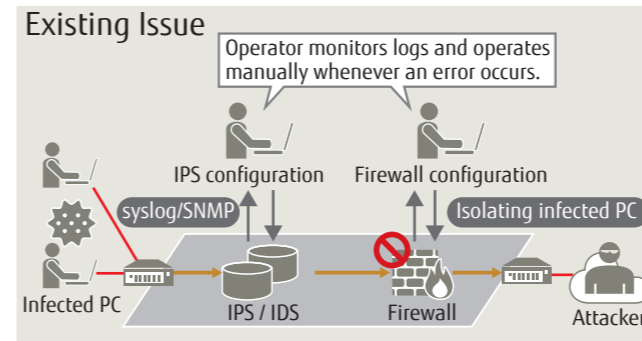 Existing Issue
Operator monitors logs and operates
manually whenever an error occurs.
IPS configuration
Firewall configuration
syslog/SNMP
Isolating infected PC
Infected PC
IPS / IDS
Firewall
Attacker